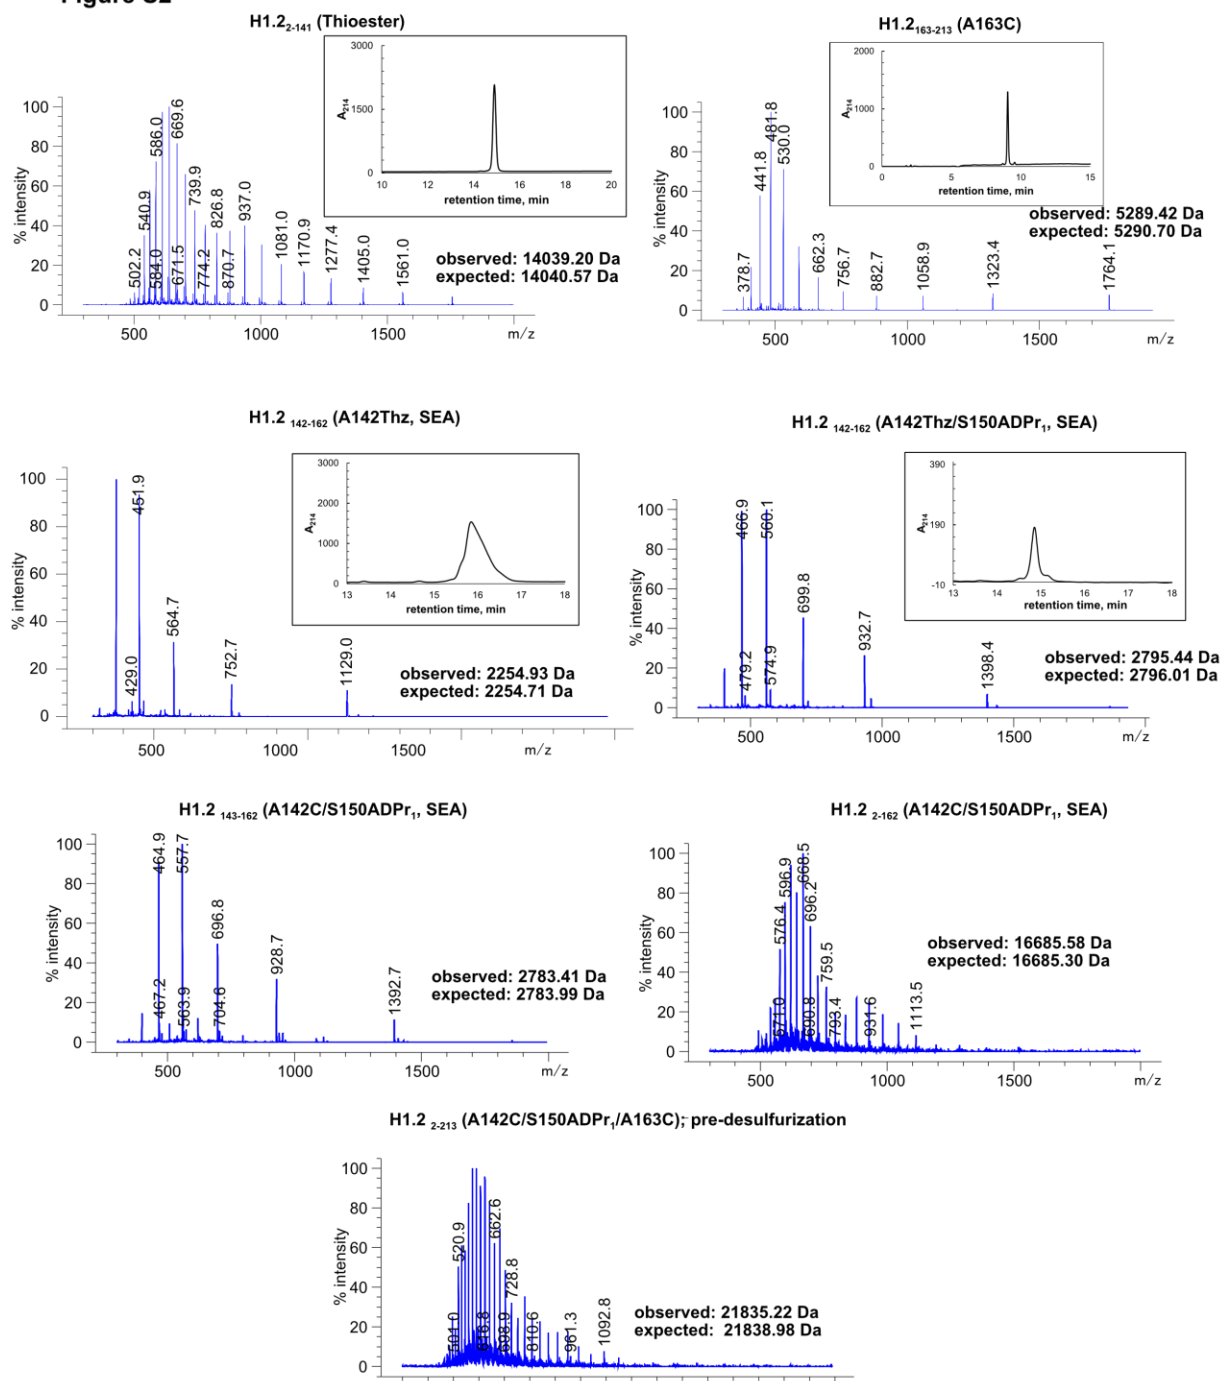 Figure S2
H1.2₂₋₁₄₁ (Thioester)
3000
1500
0
A₂₁₄
10 12 14 16 18 20
retention time, min
100
80
60
40
20
0
% intensity
502.2 540.9 584.0 586.0 669.6 671.5 739.9 774.2 826.8 870.7 937.0 1081.0 1170.9 1277.4 1405.0 1561.0
observed: 14039.20 Da
expected: 14040.57 Da
500 1000 1500 m/z
H1.2₁₆₃₋₂₁₃ (A163C)
2000
1000
0
A₂₁₄
0 5 10 15
retention time, min
100
80
60
40
20
0
% intensity
378.7 441.8 481.8 530.0 662.3 756.7 882.7 1058.9 1323.4 1764.1
observed: 5289.42 Da
expected: 5290.70 Da
500 1000 1500 m/z
H1.2 ₁₄₂₋₁₆₂ (A142Thz, SEA)
3000
2000
1000
0
A₂₁₄
13 14 15 16 17 18
retention time, min
100
80
60
40
20
0
% intensity
429.0 451.9 564.7 752.7 1129.0
observed: 2254.93 Da
expected: 2254.71 Da
500 1000 1500 m/z
H1.2 ₁₄₂₋₁₆₂ (A142Thz/S150ADPr₁, SEA)
390
190
-10
A₂₁₄
13 14 15 16 17 18
retention time, min
100
80
60
40
20
0
% intensity
466.9 479.2 560.1 574.9 699.8 932.7 1398.4
observed: 2795.44 Da
expected: 2796.01 Da
500 1000 1500 m/z
H1.2 ₁₄₃₋₁₆₂ (A142C/S150ADPr₁, SEA)
100
80
60
40
20
0
% intensity
464.9 467.2 557.7 563.9 696.8 704.6 928.7 1392.7
observed: 2783.41 Da
expected: 2783.99 Da
500 1000 1500 m/z
H1.2 ₂₋₁₆₂ (A142C/S150ADPr₁, SEA)
100
80
60
40
20
0
% intensity
571.0 576.4 596.9 668.5 690.8 696.2 759.5 793.4 931.6 1113.5
observed: 16685.58 Da
expected: 16685.30 Da
500 1000 1500 m/z
H1.2 ₂₋₂₁₃ (A142C/S150ADPr₁/A163C); pre-desulfurization
100
80
60
40
20
0
% intensity
501.0 520.9 662.6 698.9 728.8 810.6 961.3 1092.8
observed: 21835.22 Da
expected: 21838.98 Da